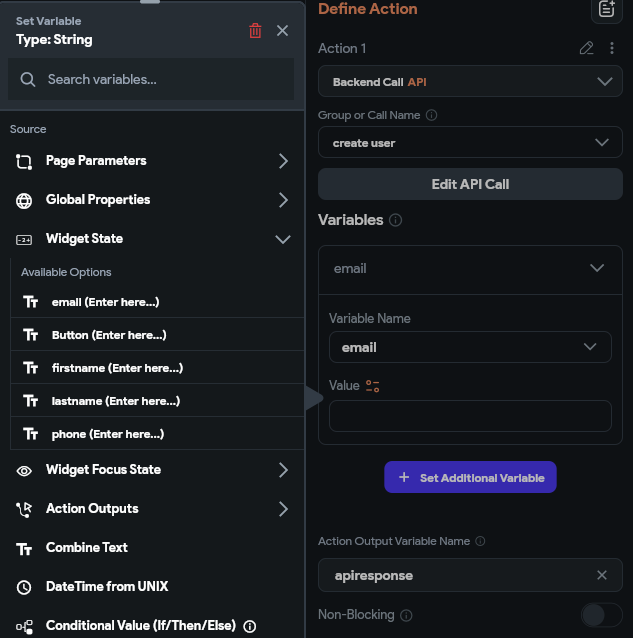 Set Variable
Type: String
Search variables...
Source
Page Parameters
Global Properties
Widget State
Available Options
email (Enter here...)
Button (Enter here...)
firstname (Enter here...)
lastname (Enter here...)
phone (Enter here...)
Widget Focus State
Action Outputs
Combine Text
DateTime from UNIX
Conditional Value (If/Then/Else)
Define Action
Action 1
Backend Call API
Group or Call Name
create user
Edit API Call
Variables
email
Variable Name
email
Value
+ Set Additional Variable
Action Output Variable Name
apiresponse
Non-Blocking